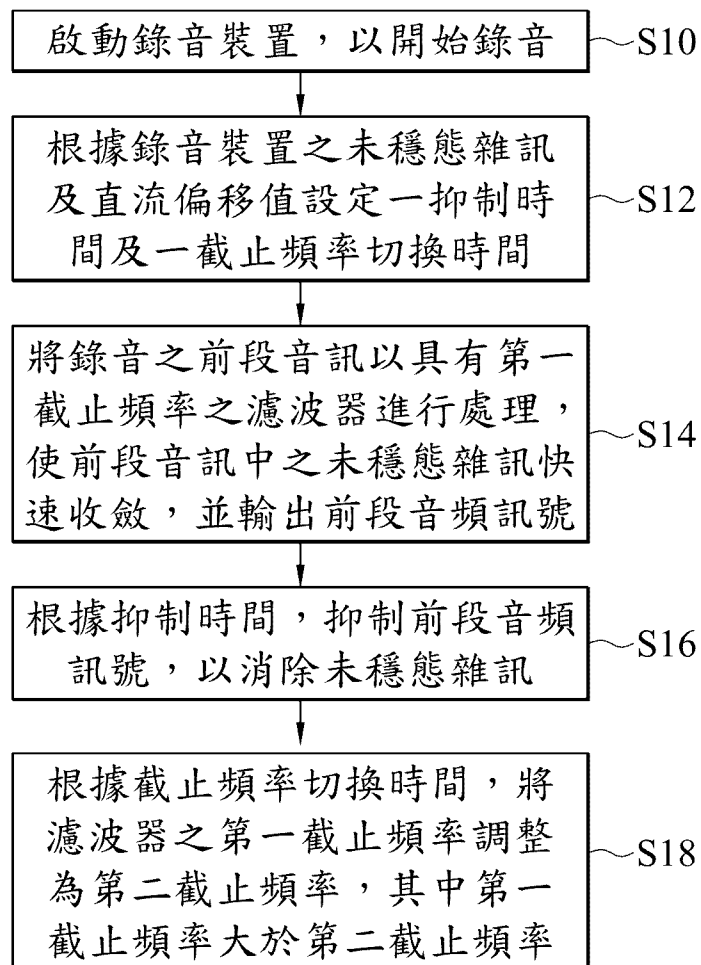 啟動錄音裝置，以開始錄音
S10
根據錄音裝置之未穩態雜訊
及直流偏移值設定一抑制時
間及一截止頻率切換時間
S12
將錄音之前段音訊以具有第一
截止頻率之濾波器進行處理，
使前段音訊中之未穩態雜訊快
速收斂，並輸出前段音頻訊號
S14
根據抑制時間，抑制前段音頻
訊號，以消除未穩態雜訊
S16
根據截止頻率切換時間，將
濾波器之第一截止頻率調整
為第二截止頻率，其中第一
截止頻率大於第二截止頻率
S18